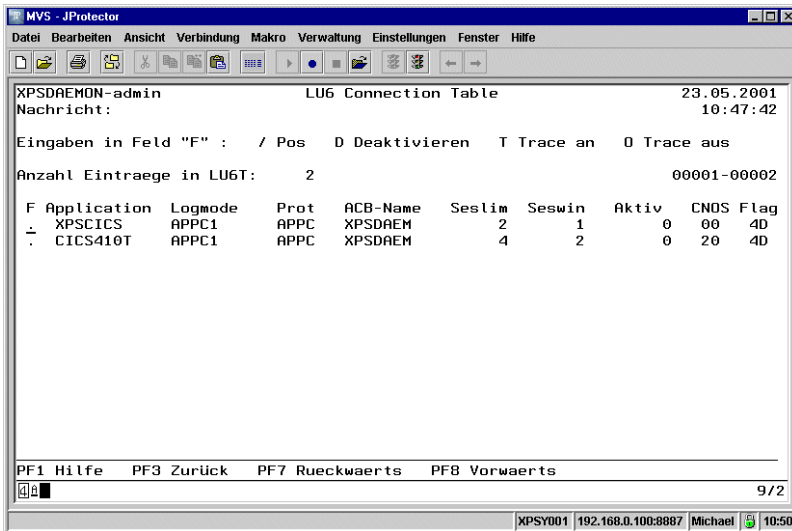 MVS - JProtector
Datei Bearbeiten Ansicht Verbindung Makro Verwaltung Einstellungen Fenster Hilfe
XPSDAEMON-admin LU6 Connection Table 23.05.2001
Nachricht: 10:47:42
Eingaben in Feld "F" : / Pos D Deaktivieren T Trace an O Trace aus
Anzahl Eintraege in LU6T: 2 00001-00002
F Application Logmode Prot ACB-Name Seslim Seswin Aktiv CNOS Flag
. XPSCICS APPC1 APPC XPSDAEM 2 1 0 00 4D
. CICS410T APPC1 APPC XPSDAEM 4 2 0 20 4D
PF1 Hilfe PF3 Zurück PF7 Rueckwaerts PF8 Vorwaerts
4 A 9/2
XPSY001 192.168.0.100:8887 Michael 10:50